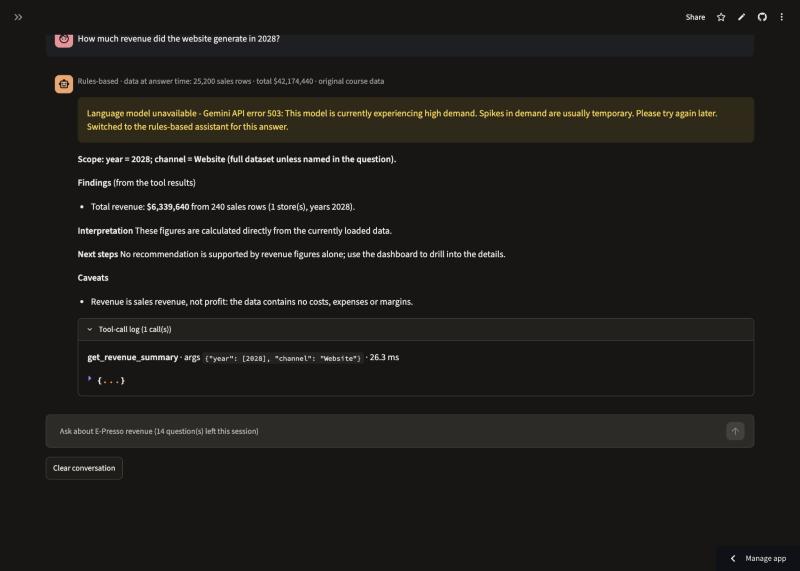 Share
How much revenue did the website generate in 2028?
Rules-based · data at answer time: 25,200 sales rows · total $42,174,440 · original course data
Language model unavailable - Gemini API error 503: This model is currently experiencing high demand. Spikes in demand are usually temporary. Please try again later.
Switched to the rules-based assistant for this answer.
Scope: year = 2028; channel = Website (full dataset unless named in the question).
Findings (from the tool results)
• Total revenue: $6,339,640 from 240 sales rows (1 store(s), years 2028).
Interpretation These figures are calculated directly from the currently loaded data.
Next steps No recommendation is supported by revenue figures alone; use the dashboard to drill into the details.
Caveats
• Revenue is sales revenue, not profit: the data contains no costs, expenses or margins.
Tool-call log (1 call(s))
get_revenue_summary · args {"year": [2028], "channel": "Website"} · 26.3 ms
{...}
Ask about E-Presso revenue (14 question(s) left this session)
Clear conversation
Manage app